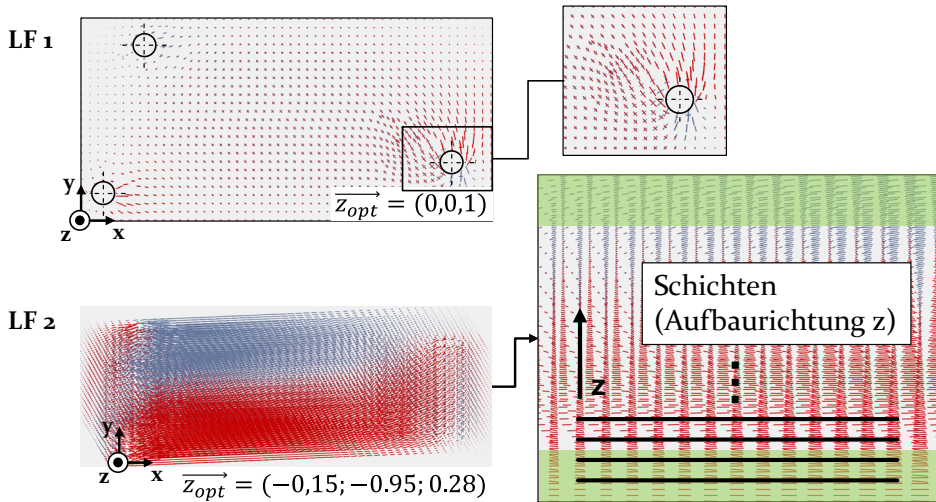 LF 1
y
z
x
$\overrightarrow{z_{opt}}$ = (0,0,1)
LF 2
y
z
x
$\overrightarrow{z_{opt}}$ = (−0,15; −0.95; 0.28)
Schichten
(Aufbaurichtung z)
z